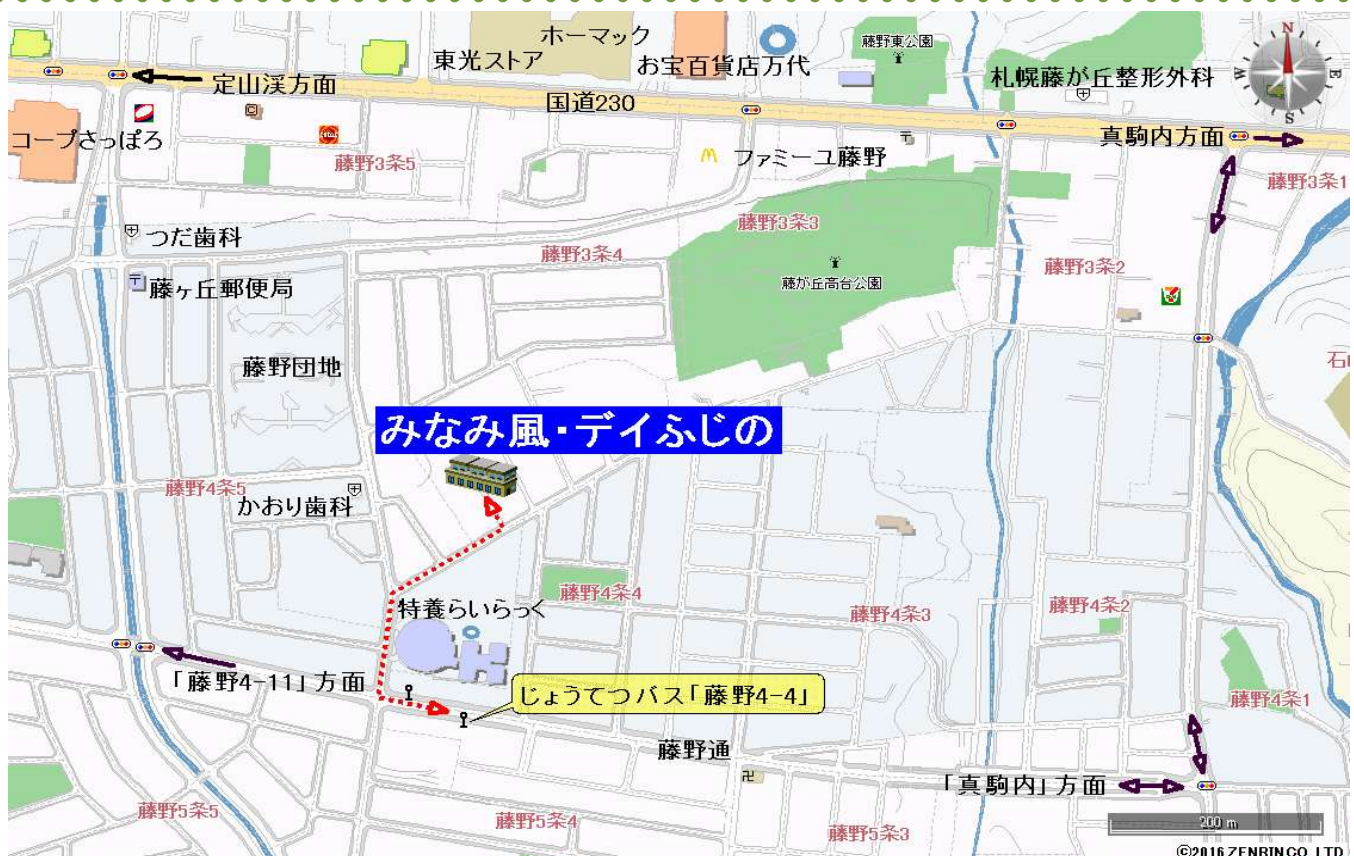 ホーマック
藤野東公園
東光ストア
お宝百貨店万代
札幌藤が丘整形外科
N
W
E
S
定山渓方面
国道230
コープさっぽろ
真駒内方面
ファミーユ藤野
藤野3条5
藤野3条1
藤野3条3
つだ歯科
藤野3条4
藤野3条2
藤が丘高台公園
藤ヶ丘郵便局
藤野団地
みなみ風・デイふじの
藤野4条5
かおり歯科
藤野4条4
特養らいらっく
藤野4条3
藤野4条2
「藤野4-11」方面
じょうてつバス「藤野4-4」
藤野4条1
藤野通
「真駒内」方面
藤野5条5
藤野5条4
藤野5条3
200 m
©2016 ZENRIN CO., LTD